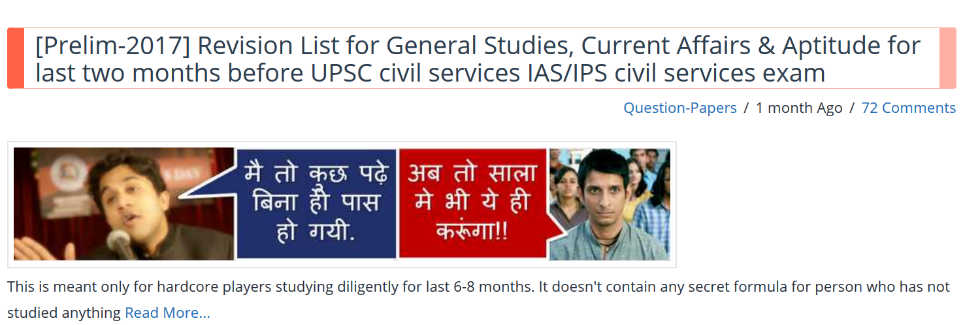 [Prelim-2017] Revision List for General Studies, Current Affairs & Aptitude for
last two months before UPSC civil services IAS/IPS civil services exam
Question-Papers / 1 month Ago / 72 Comments
मै तो कुछ पढ़े
बिना ही पास
हो गयी.
अब तो साला
मे भी ये ही
करूंगा!!
This is meant only for hardcore players studying diligently for last 6-8 months. It doesn't contain any secret formula for person who has not
studied anything Read More...